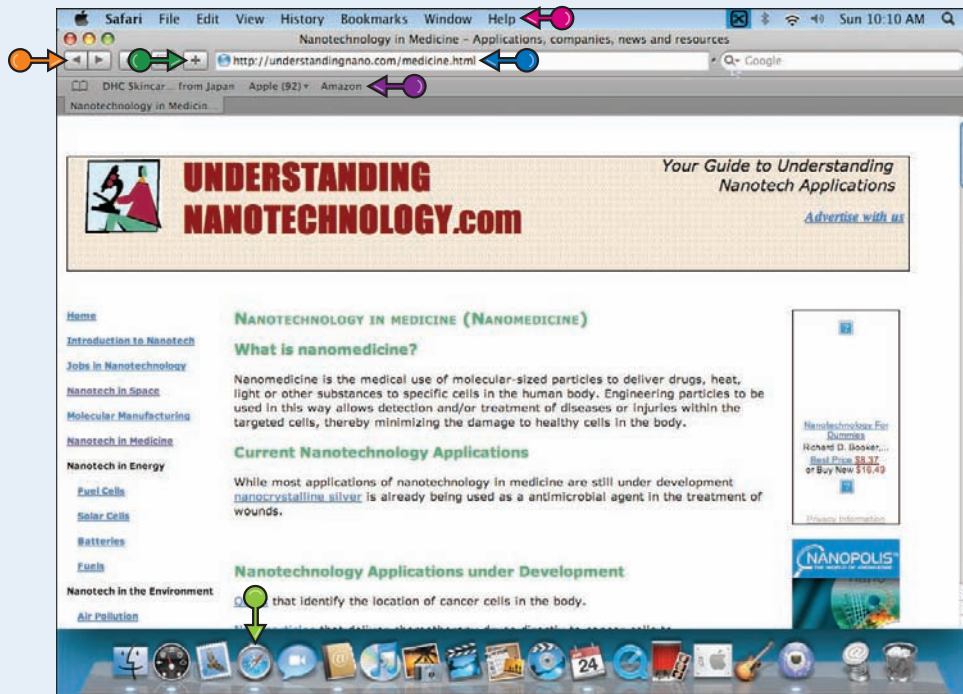 Safari File Edit View History Bookmarks Window Help Sun 10:10 AM
Nanotechnology in Medicine – Applications, companies, news and resources
http://understandingnano.com/medicine.html Google
DHC Skincar... from Japan Apple (92) Amazon
Nanotechnology in Medicin...
UNDERSTANDING
NANOTECHNOLOGY.com
Your Guide to Understanding
Nanotech Applications
Advertise with us
Home
Introduction to Nanotech
Jobs in Nanotechnology
Nanotech in Space
Molecular Manufacturing
Nanotech in Medicine
Nanotech in Energy
Fuel Cells
Solar Cells
Batteries
Fuels
Nanotech in the Environment
Air Pollution
NANOTECHNOLOGY IN MEDICINE (NANOMEDICINE)
What is nanomedicine?
Nanomedicine is the medical use of molecular-sized particles to deliver drugs, heat,
light or other substances to specific cells in the human body. Engineering particles to be
used in this way allows detection and/or treatment of diseases or injuries within the
targeted cells, thereby minimizing the damage to healthy cells in the body.
Current Nanotechnology Applications
While most applications of nanotechnology in medicine are still under development
nanocrystalline silver is already being used as a antimicrobial agent in the treatment of
wounds.
Nanotechnology Applications under Development
that identify the location of cancer cells in the body.
Nanotechnology For
Dummies
Richard D. Booker,...
Best Price $8.37
or Buy New $16.49
Privacy Information
NANOPOLIS
THE WORLD OF KNOWLEDGE
nano
24